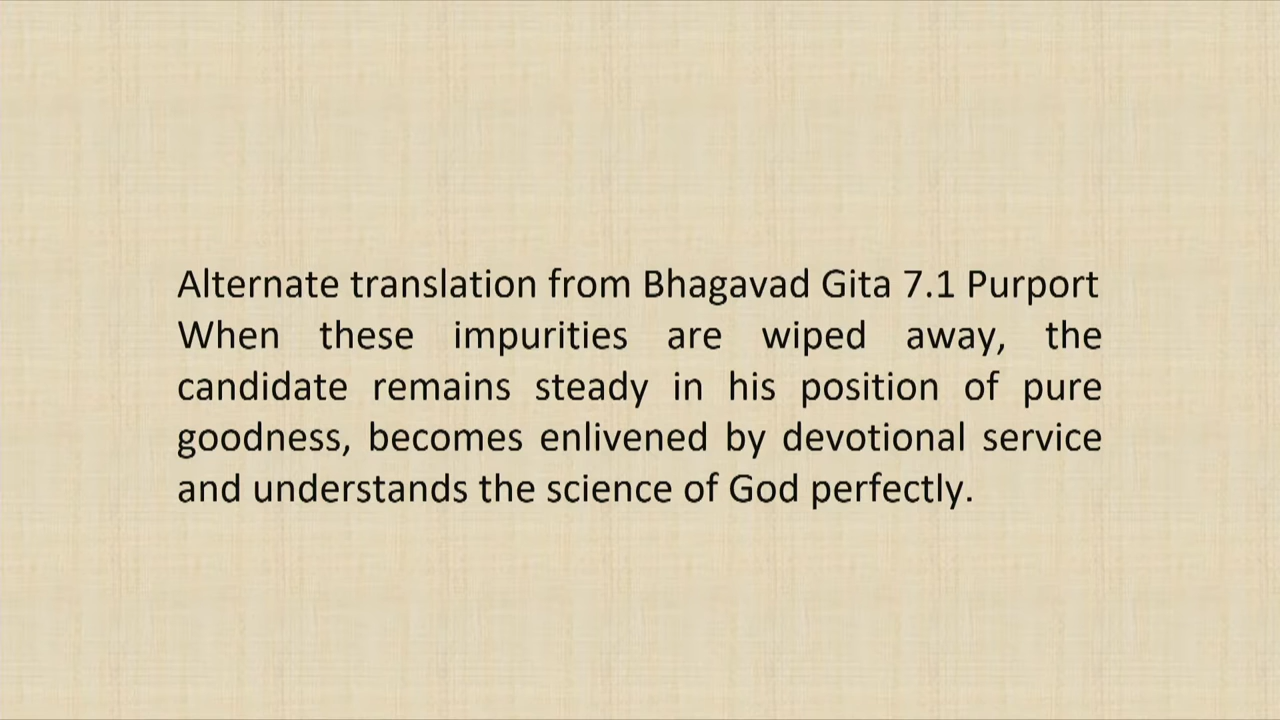 Alternate translation from Bhagavad Gita 7.1 Purport
When these impurities are wiped away, the
candidate remains steady in his position of pure
goodness, becomes enlivened by devotional service
and understands the science of God perfectly.